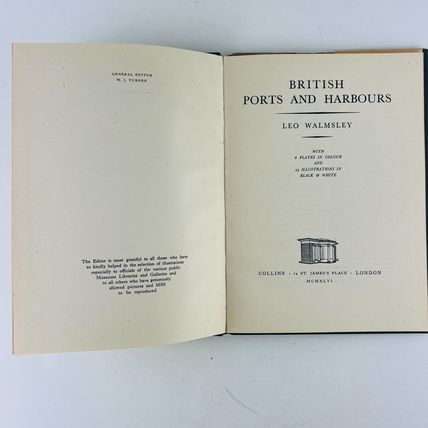 GENERAL EDITOR
W. J. TURNER
The Editor is most grateful to all those who have
so kindly helped in the selection of illustrations
especially to officials of the various public
Museums Libraries and Galleries and
to all others who have generously
allowed pictures and MSS
to be reproduced
BRITISH
PORTS AND HARBOURS
LEO WALMSLEY
WITH
8 PLATES IN COLOUR
AND
25 ILLUSTRATIONS IN
BLACK & WHITE
COLLINS · 14 ST. JAMES'S PLACE · LONDON
MCMXLVI